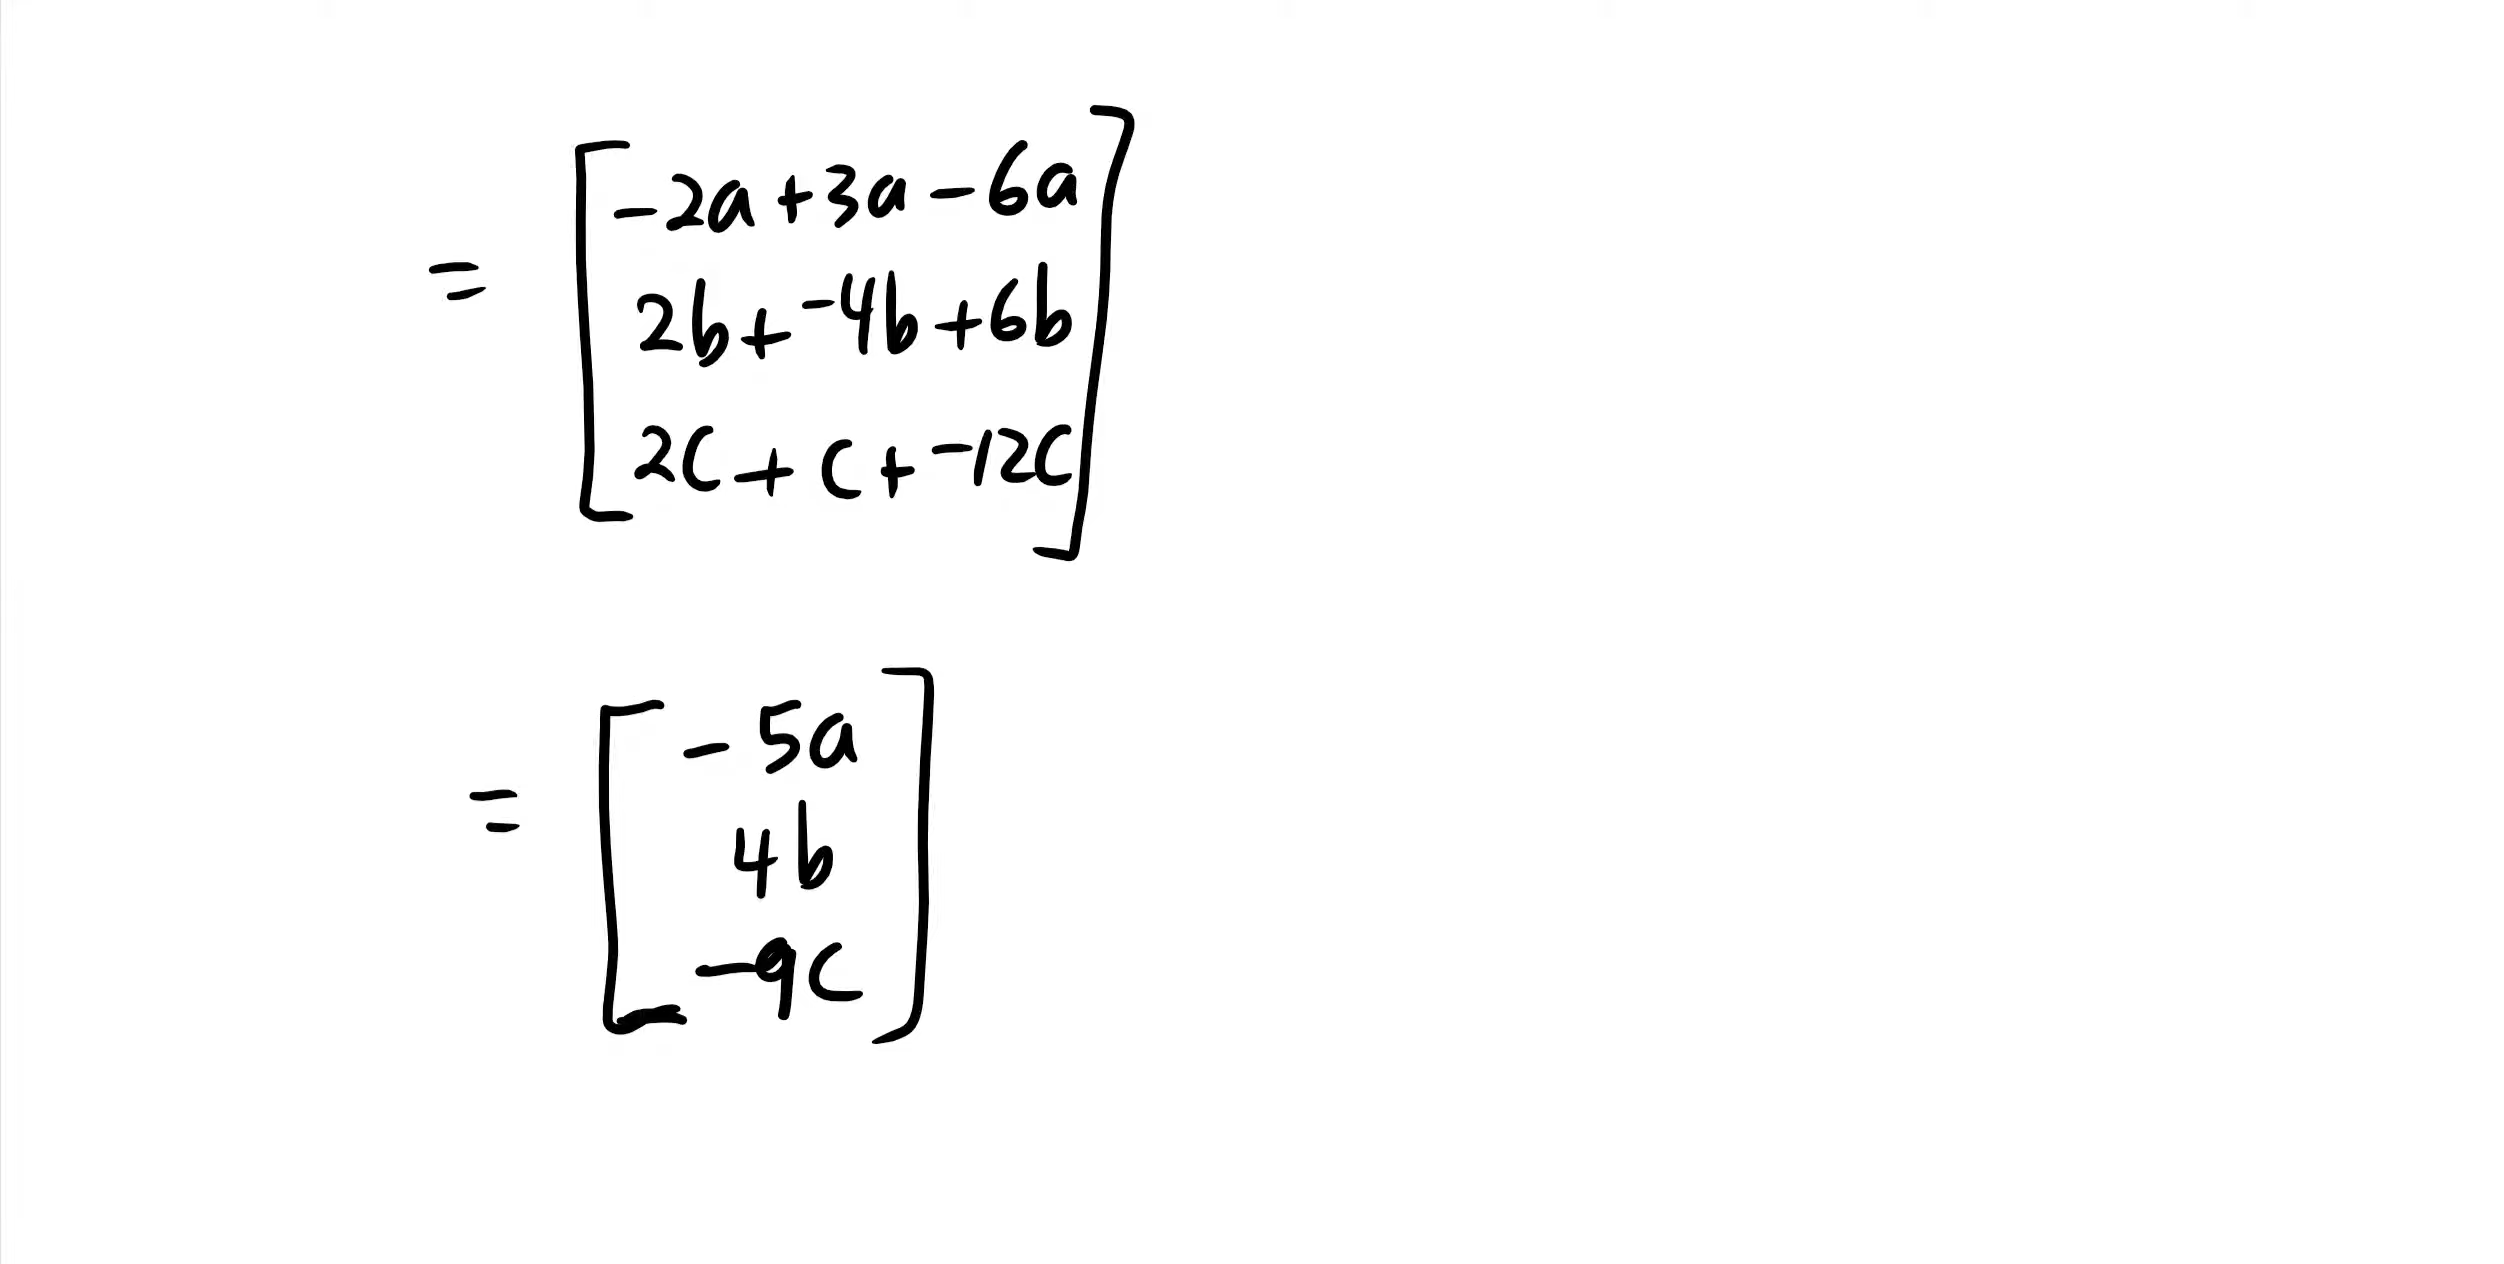 = [ -2a + 3a - 6a
2b + -4b + 6b
2c + c + -12c ]
= [ -5a
4b
-9c ]